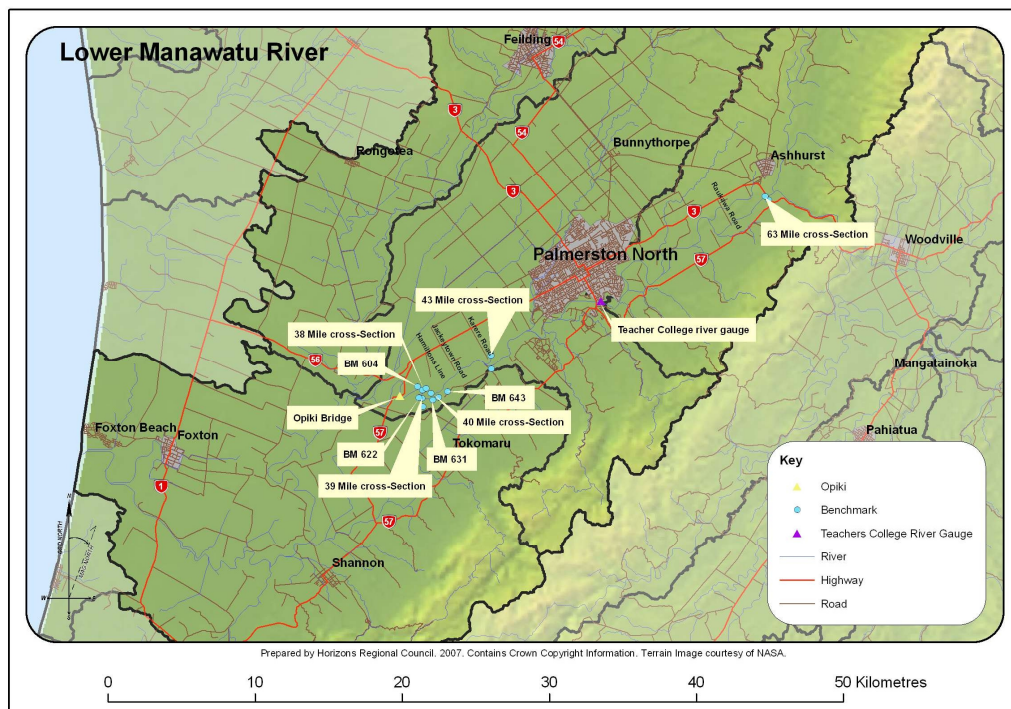 Lower Manawatu River
Feilding
54
3
54
Bunnythorpe
Rongotea
Ashhurst
3
Raukawa Road
3
63 Mile cross-Section
Woodville
Palmerston North
57
43 Mile cross-Section
Teacher College river gauge
38 Mile cross-Section
Karere Road
Jackeytown Road
Hamiltons Line
56
BM 604
Mangatainoka
BM 643
Opiki Bridge
40 Mile cross-Section
57
Foxton Beach
Foxton
Tokomaru
Pahiatua
BM 622
BM 631
39 Mile cross-Section
1
57
Shannon
GRID NORTH
N
W
E
Key
Opiki
Benchmark
Teachers College River Gauge
River
Highway
Road
Prepared by Horizons Regional Council. 2007. Contains Crown Copyright Information. Terrain Image courtesy of NASA.
0 10 20 30 40 50 Kilometres